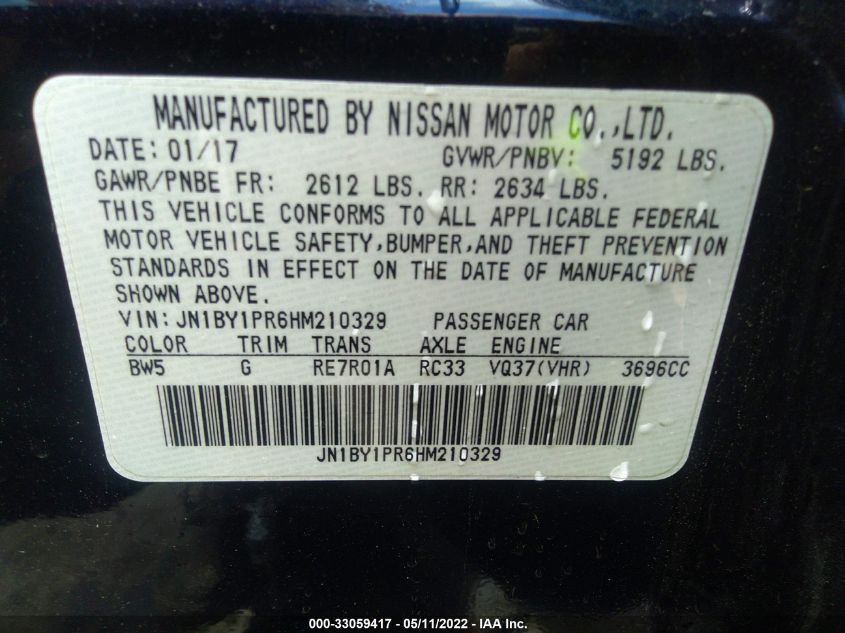 MANUFACTURED BY NISSAN MOTOR CO.,LTD.
DATE: 01/17 GVWR/PNBV: 5192 LBS.
GAWR/PNBE FR: 2612 LBS. RR: 2634 LBS.
THIS VEHICLE CONFORMS TO ALL APPLICABLE FEDERAL
MOTOR VEHICLE SAFETY,BUMPER,AND THEFT PREVENTION
STANDARDS IN EFFECT ON THE DATE OF MANUFACTURE
SHOWN ABOVE.
VIN: JN1BY1PR6HM210329 PASSENGER CAR
COLOR TRIM TRANS AXLE ENGINE
BW5 G RE7R01A RC33 VQ37(VHR) 3696CC
JN1BY1PR6HM210329
000-33059417 - 05/11/2022 - IAA Inc.